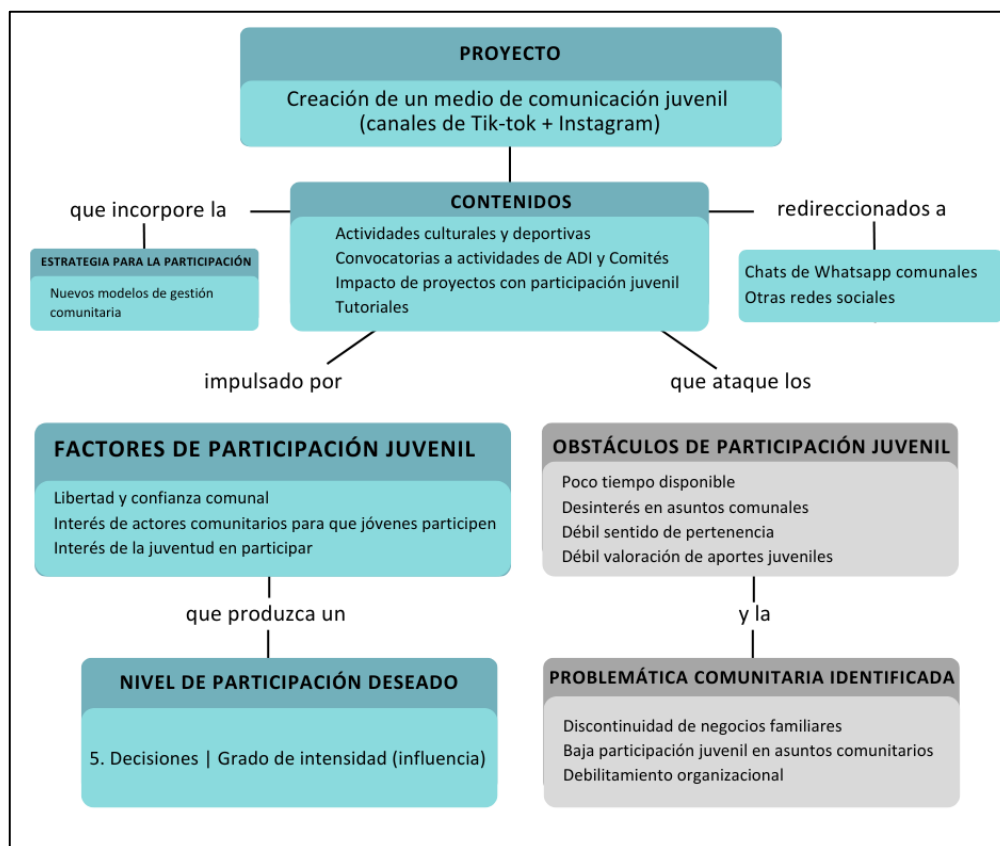 PROYECTO
Creación de un medio de comunicación juvenil
(canales de Tik-tok + Instagram)
que incorpore la
CONTENIDOS
redireccionados a
Actividades culturales y deportivas
Convocatorias a actividades de ADI y Comités
Impacto de proyectos con participación juvenil
Tutoriales
ESTRATEGIA PARA LA PARTICIPACIÓN
Nuevos modelos de gestión
comunitaria
Chats de Whatsapp comunales
Otras redes sociales
impulsado por
que ataque los
FACTORES DE PARTICIPACIÓN JUVENIL
Libertad y confianza comunal
Interés de actores comunitarios para que jóvenes participen
Interés de la juventud en participar
OBSTÁCULOS DE PARTICIPACIÓN JUVENIL
Poco tiempo disponible
Desinterés en asuntos comunales
Débil sentido de pertenencia
Débil valoración de aportes juveniles
que produzca un
y la
NIVEL DE PARTICIPACIÓN DESEADO
5. Decisiones | Grado de intensidad (influencia)
PROBLEMÁTICA COMUNITARIA IDENTIFICADA
Discontinuidad de negocios familiares
Baja participación juvenil en asuntos comunitarios
Debilitamiento organizacional